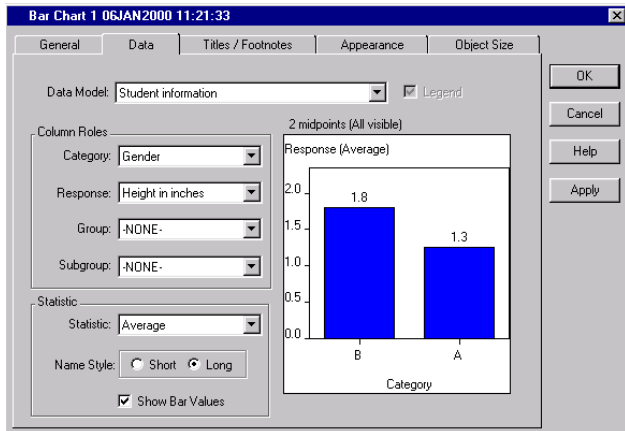 Bar Chart 1 06JAN2000 11:21:33
General Data Titles / Footnotes Appearance Object Size
Data Model: Student information Legend
Column Roles
Category: Gender
Response: Height in inches
Group: -NONE-
Subgroup: -NONE-
Statistic
Statistic: Average
Name Style: Short Long
Show Bar Values
2 midpoints (All visible)
Response (Average)
2.0
1.5
1.0
0.5
0.0
1.8
1.3
B A
Category
OK
Cancel
Help
Apply